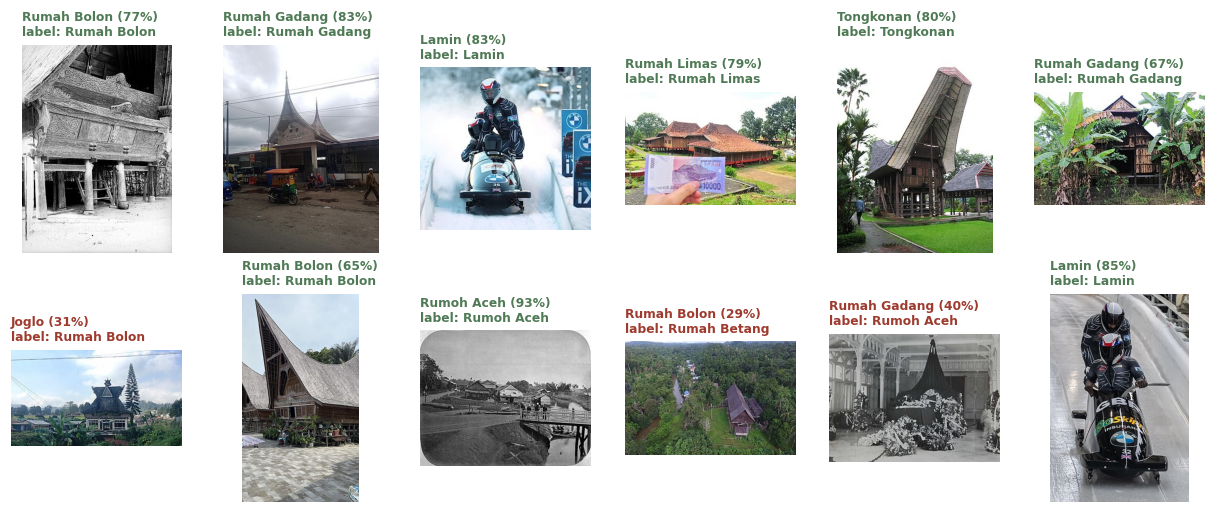 Rumah Bolon (77%)
label: Rumah Bolon
Rumah Gadang (83%)
label: Rumah Gadang
Lamin (83%)
label: Lamin
Rumah Limas (79%)
label: Rumah Limas
Tongkonan (80%)
label: Tongkonan
Rumah Gadang (67%)
label: Rumah Gadang
Joglo (31%)
label: Rumah Bolon
Rumah Bolon (65%)
label: Rumah Bolon
Rumoh Aceh (93%)
label: Rumoh Aceh
Rumah Bolon (29%)
label: Rumah Betang
Rumah Gadang (40%)
label: Rumoh Aceh
Lamin (85%)
label: Lamin
THE
iX
10000